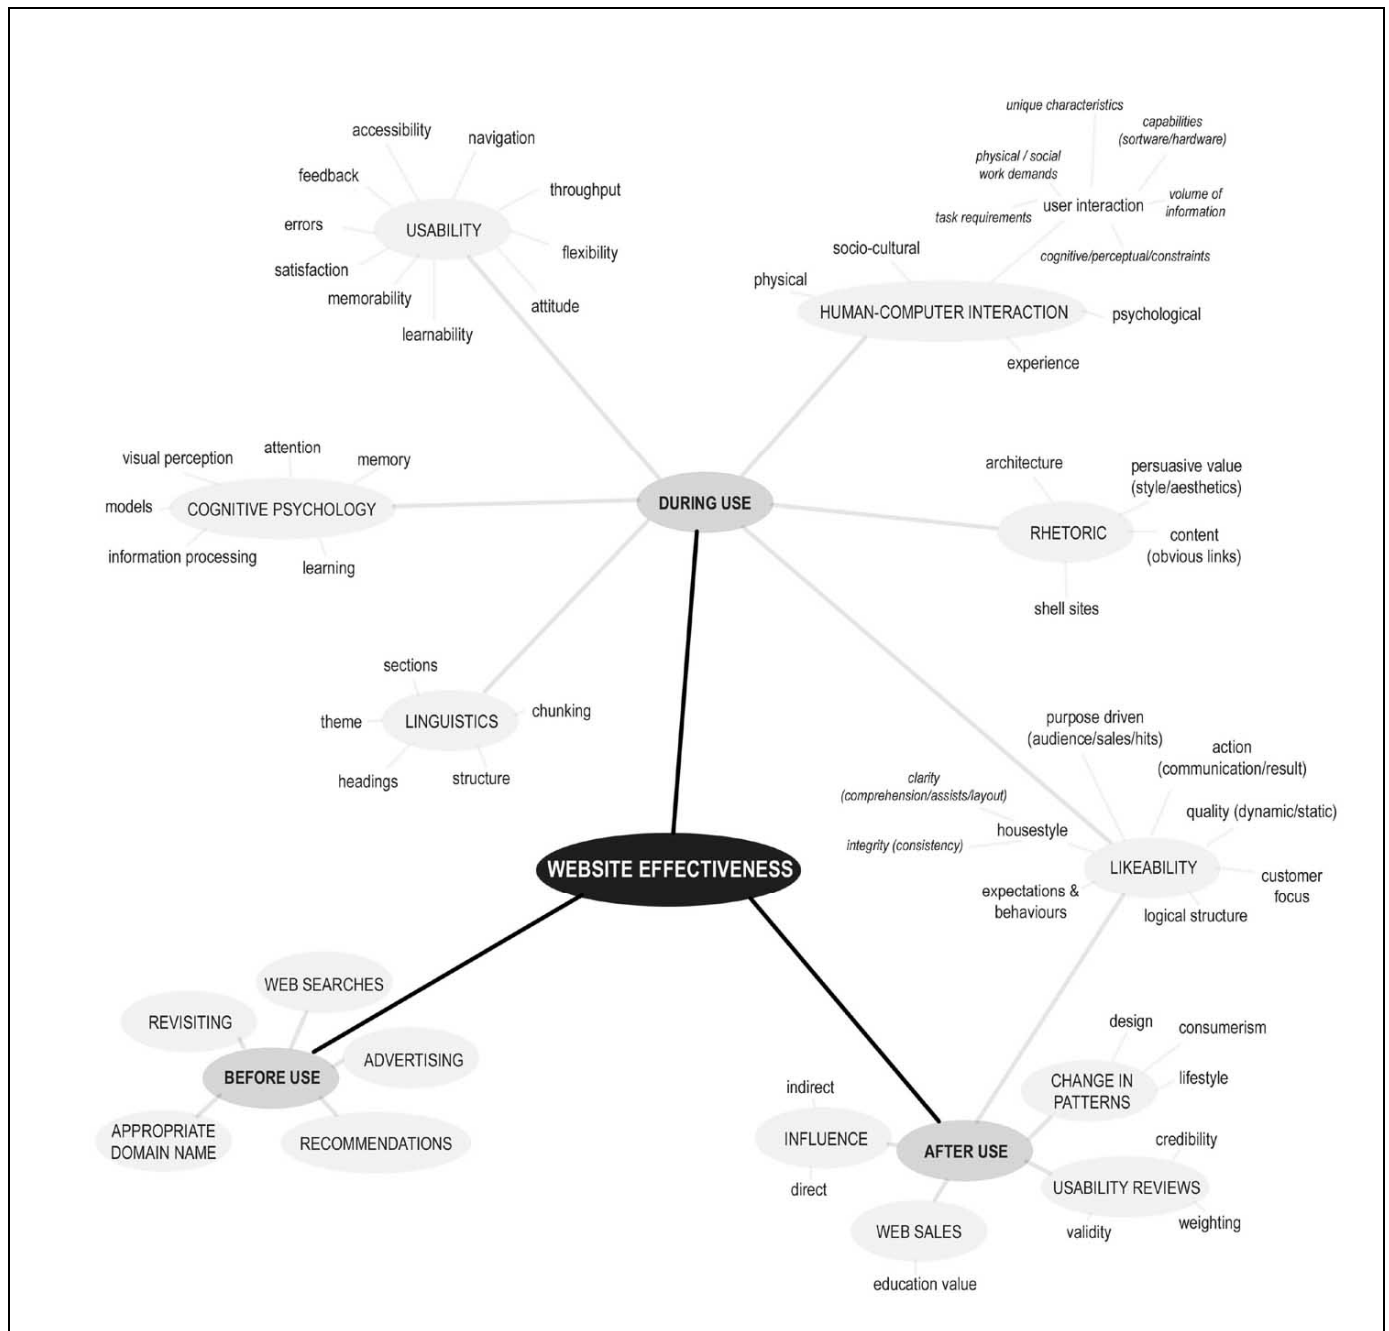 unique characteristics
capabilities
(sortware/hardware)
accessibility
navigation
physical / social
work demands
feedback
throughput
volume of
information
user interaction
task requirements
errors
USABILITY
socio-cultural
flexibility
cognitive/perceptual/constraints
satisfaction
physical
memorability
attitude
HUMAN-COMPUTER INTERACTION
psychological
learnability
experience
visual perception
attention
memory
architecture
persuasive value
(style/aesthetics)
models
COGNITIVE PSYCHOLOGY
DURING USE
RHETORIC
content
(obvious links)
information processing
learning
shell sites
sections
theme
LINGUISTICS
chunking
purpose driven
(audience/sales/hits)
action
(communication/result)
headings
structure
clarity
(comprehension/assists/layout)
quality (dynamic/static)
housestyle
integrity (consistency)
WEBSITE EFFECTIVENESS
LIKEABILITY
customer
focus
expectations &
behaviours
logical structure
WEB SEARCHES
REVISITING
design
consumerism
ADVERTISING
BEFORE USE
indirect
CHANGE IN
PATTERNS
lifestyle
APPROPRIATE
DOMAIN NAME
RECOMMENDATIONS
INFLUENCE
AFTER USE
credibility
direct
USABILITY REVIEWS
WEB SALES
validity
weighting
education value